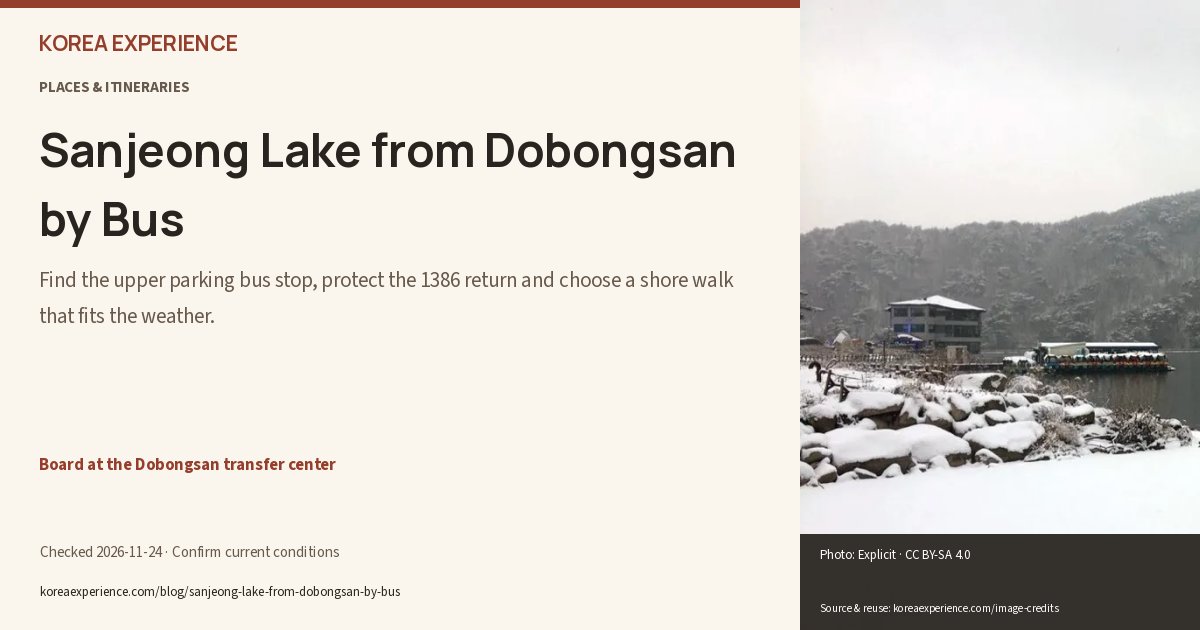 KOREA EXPERIENCE
PLACES & ITINERARIES
Sanjeong Lake from Dobongsan
by Bus
Find the upper parking bus stop, protect the 1386 return and choose a shore walk
that fits the weather.
Board at the Dobongsan transfer center
Checked 2026-11-24 · Confirm current conditions
koreaexperience.com/blog/sanjeong-lake-from-dobongsan-by-bus
Photo: Explicit · CC BY-SA 4.0
Source & reuse: koreaexperience.com/image-credits